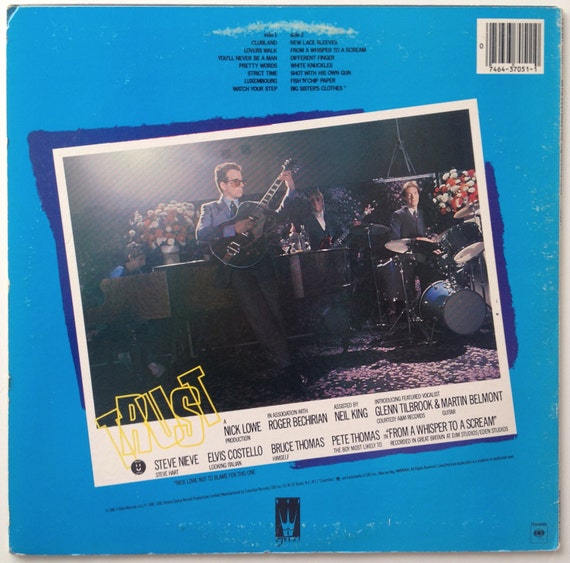 side 1
CLUBLAND
LOVERS WALK
YOU'LL NEVER BE A MAN
PRETTY WORDS
STRICT TIME
LUXEMBOURG
WATCH YOUR STEP
side 2
NEW LACE SLEEVES
FROM A WHISPER TO A SCREAM
DIFFERENT FINGER
WHITE KNUCKLES
SHOT WITH HIS OWN GUN
FISH 'N' CHIP PAPER
BIG SISTER'S CLOTHES *
0
7464-37051-1
TRUST
A
NICK LOWE
PRODUCTION
IN ASSOCIATION WITH
ROGER BECHIRIAN
ASSISTED BY
NEIL KING
INTRODUCING FEATURED VOCALIST
GLENN TILBROOK & MARTIN BELMONT
COURTESY A&M RECORDS
GUITAR
STEVE NIEVE
STEVE HART
ELVIS COSTELLO
LOOKING ITALIAN
BRUCE THOMAS
HIMSELF
PETE THOMAS
THE BOY MOST LIKELY TO
IN
"FROM A WHISPER TO A SCREAM"
RECORDED IN GREAT BRITAIN AT DJM STUDIOS/EDEN STUDIOS
*NICK LOWE NOT TO BLAME FOR THIS ONE